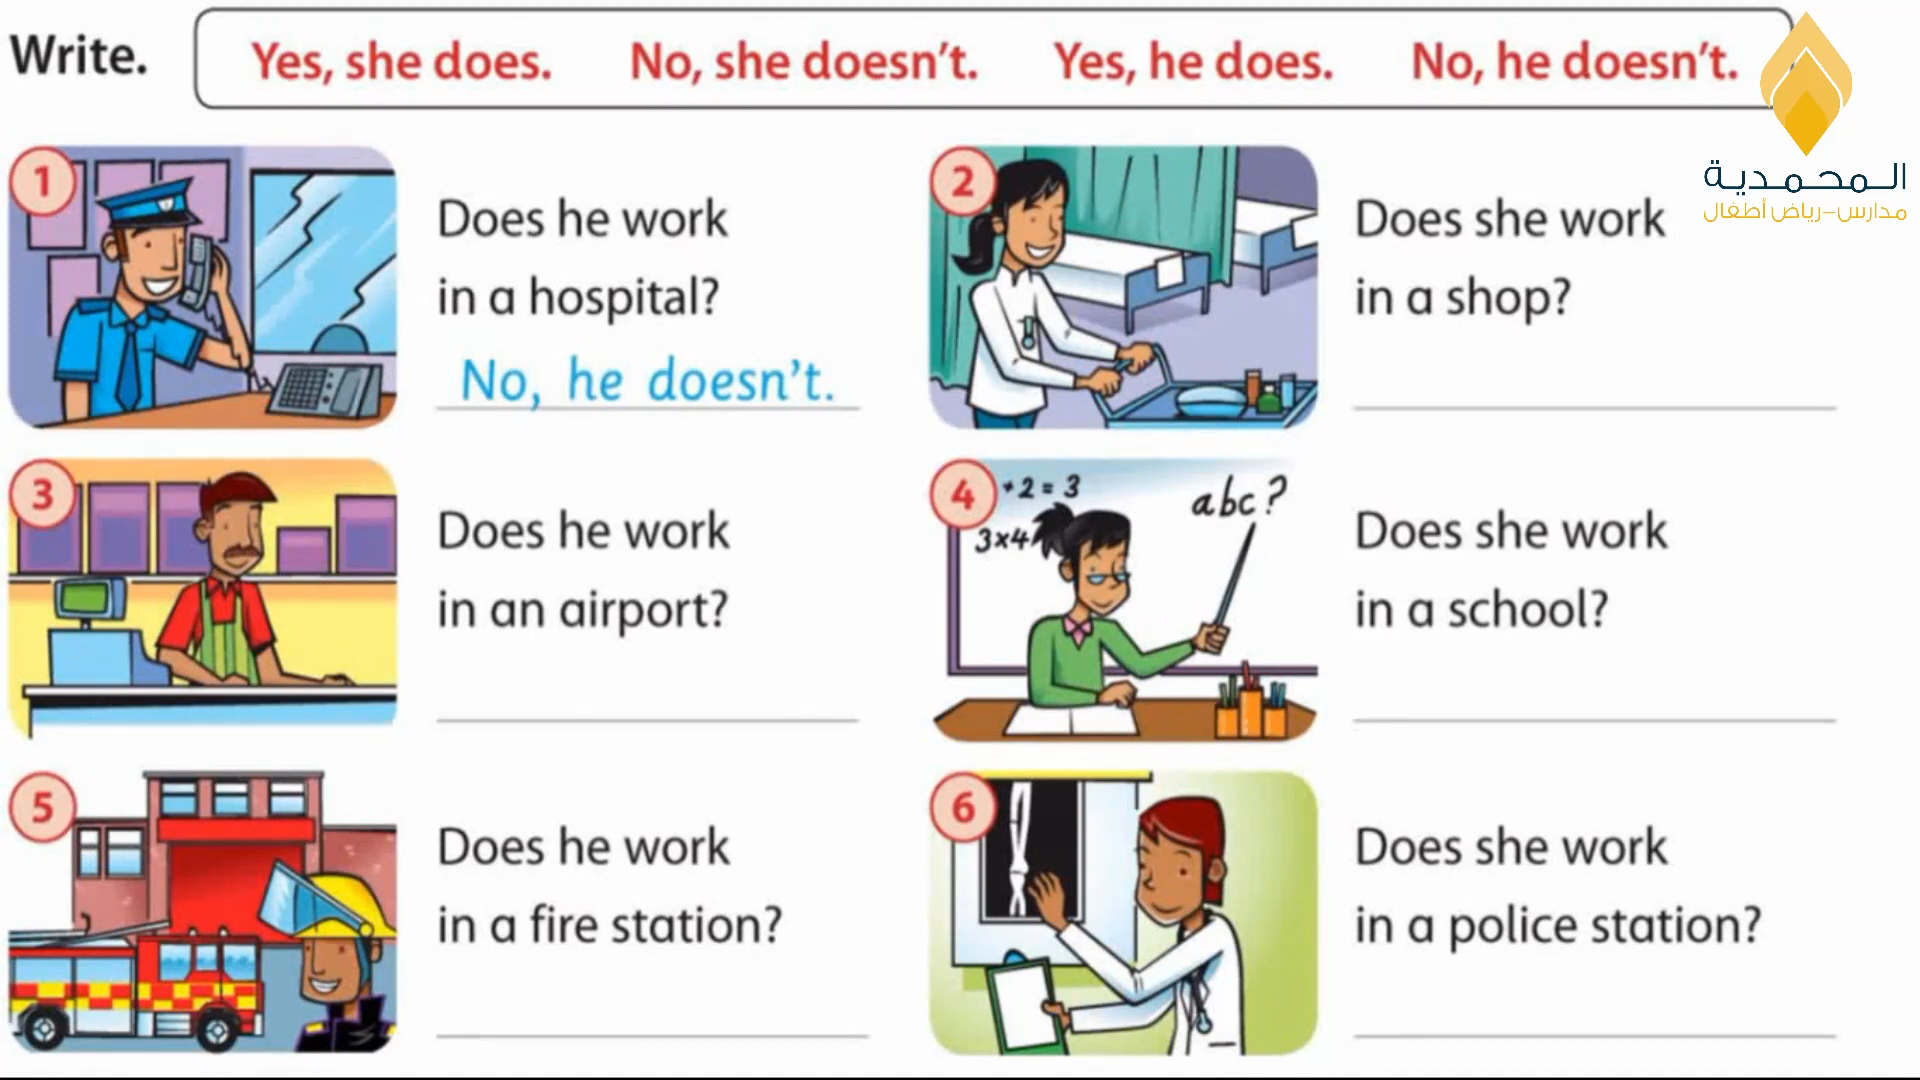 Write.
Yes, she does. No, she doesn't. Yes, he does. No, he doesn't.
المحمدية
مدارس-رياض أطفال
1
Does he work
in a hospital?
No, he doesn't.
2
Does she work
in a shop?
3
Does he work
in an airport?
4
+2=3
3x4
abc?
Does she work
in a school?
5
Does he work
in a fire station?
6
Does she work
in a police station?